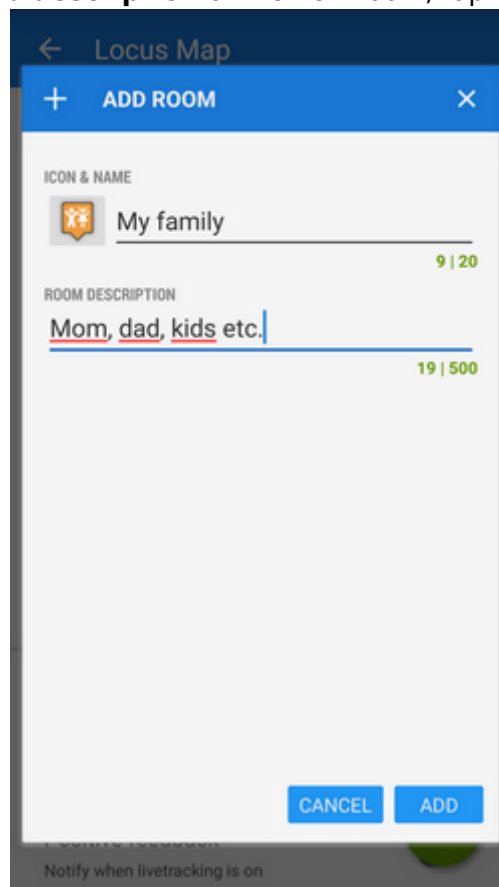 Locus Map
ADD ROOM
ICON & NAME
My family
9 | 20
ROOM DESCRIPTION
Mom, dad, kids etc.
19 | 500
CANCEL ADD
Notify when livetracking is on